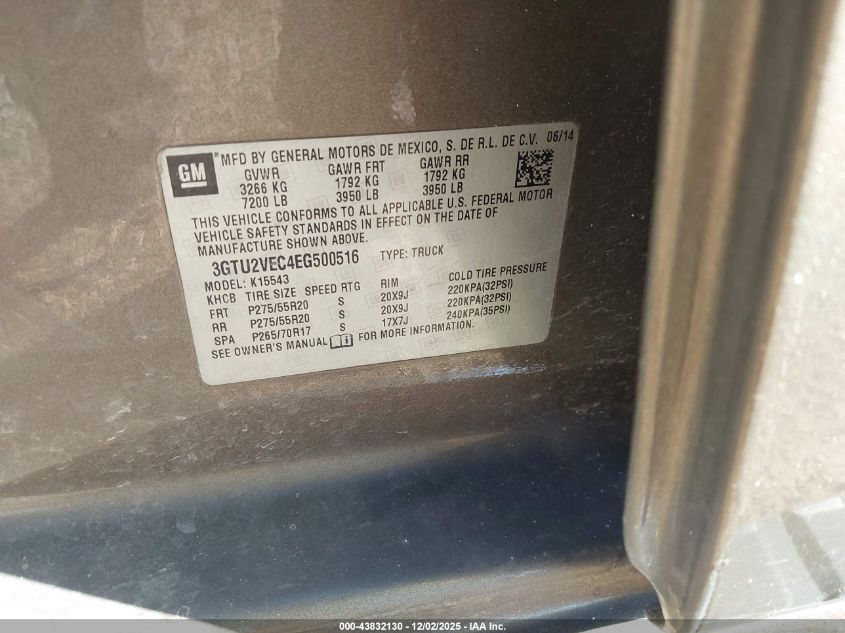 GM *MFD BY GENERAL MOTORS DE MEXICO, S. DE R.L. DE C.V. 06/14
GVWR GAWR FRT GAWR RR
3266 KG 1792 KG 1792 KG
7200 LB 3950 LB 3950 LB
THIS VEHICLE CONFORMS TO ALL APPLICABLE U.S. FEDERAL MOTOR
VEHICLE SAFETY STANDARDS IN EFFECT ON THE DATE OF
MANUFACTURE SHOWN ABOVE.
3GTU2VEC4EG500516 TYPE: TRUCK
MODEL: K15543
KHCB TIRE SIZE SPEED RTG RIM COLD TIRE PRESSURE
FRT P275/55R20 S 20X9J 220KPA(32PSI)
RR P275/55R20 S 20X9J 220KPA(32PSI)
SPA P265/70R17 S 17X7J 240KPA(35PSI)
SEE OWNER'S MANUAL FOR MORE INFORMATION.
000-43832130 - 12/02/2025 - IAA Inc.